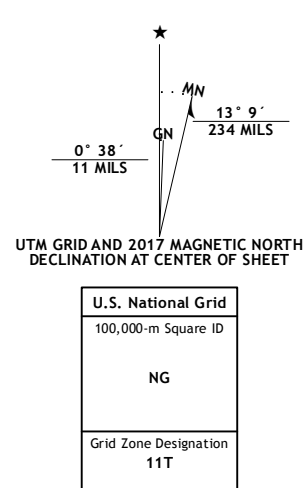 ★
MN
GN
13° 9´
234 MILS
0° 38´
11 MILS
UTM GRID AND 2017 MAGNETIC NORTH
DECLINATION AT CENTER OF SHEET
U.S. National Grid
100,000-m Square ID
NG
Grid Zone Designation
11T